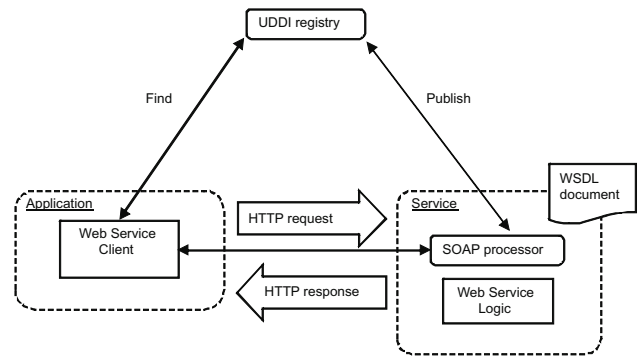 UDDI registry
Find
Publish
WSDL
document
Application
Service
HTTP request
Web Service
Client
SOAP processor
HTTP response
Web Service
Logic